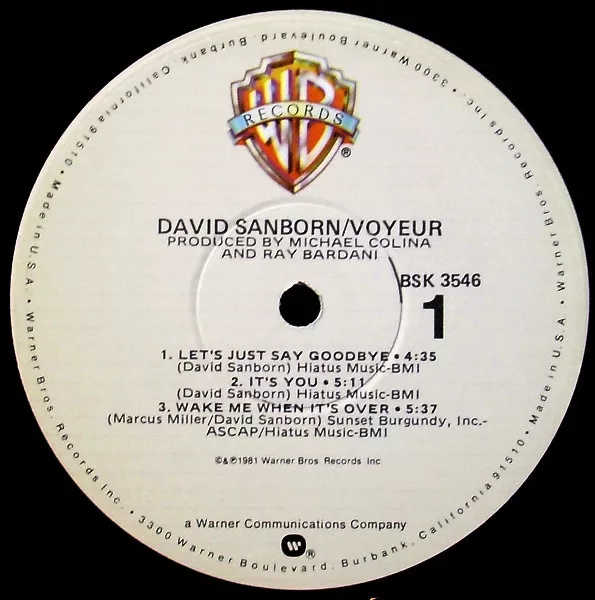 WB
RECORDS
®
DAVID SANBORN/VOYEUR
PRODUCED BY MICHAEL COLINA
AND RAY BARDANI
BSK 3546
1
1. LET'S JUST SAY GOODBYE • 4:35
(David Sanborn) Hiatus Music-BMI
2. IT'S YOU • 5:11
(David Sanborn) Hiatus Music-BMI
3. WAKE ME WHEN IT'S OVER • 5:37
(Marcus Miller/David Sanborn) Sunset Burgundy, Inc.-
ASCAP/Hiatus Music-BMI
©&℗1981 Warner Bros. Records Inc
a Warner Communications Company
W®
Warner Bros. Records Inc. • 3300 Warner Boulevard, Burbank, California 91510 • Made in U.S.A. • Warner Bros. Records Inc. • 3300 Warner Boulevard, Burbank, California 91510 • Made in U.S.A. •